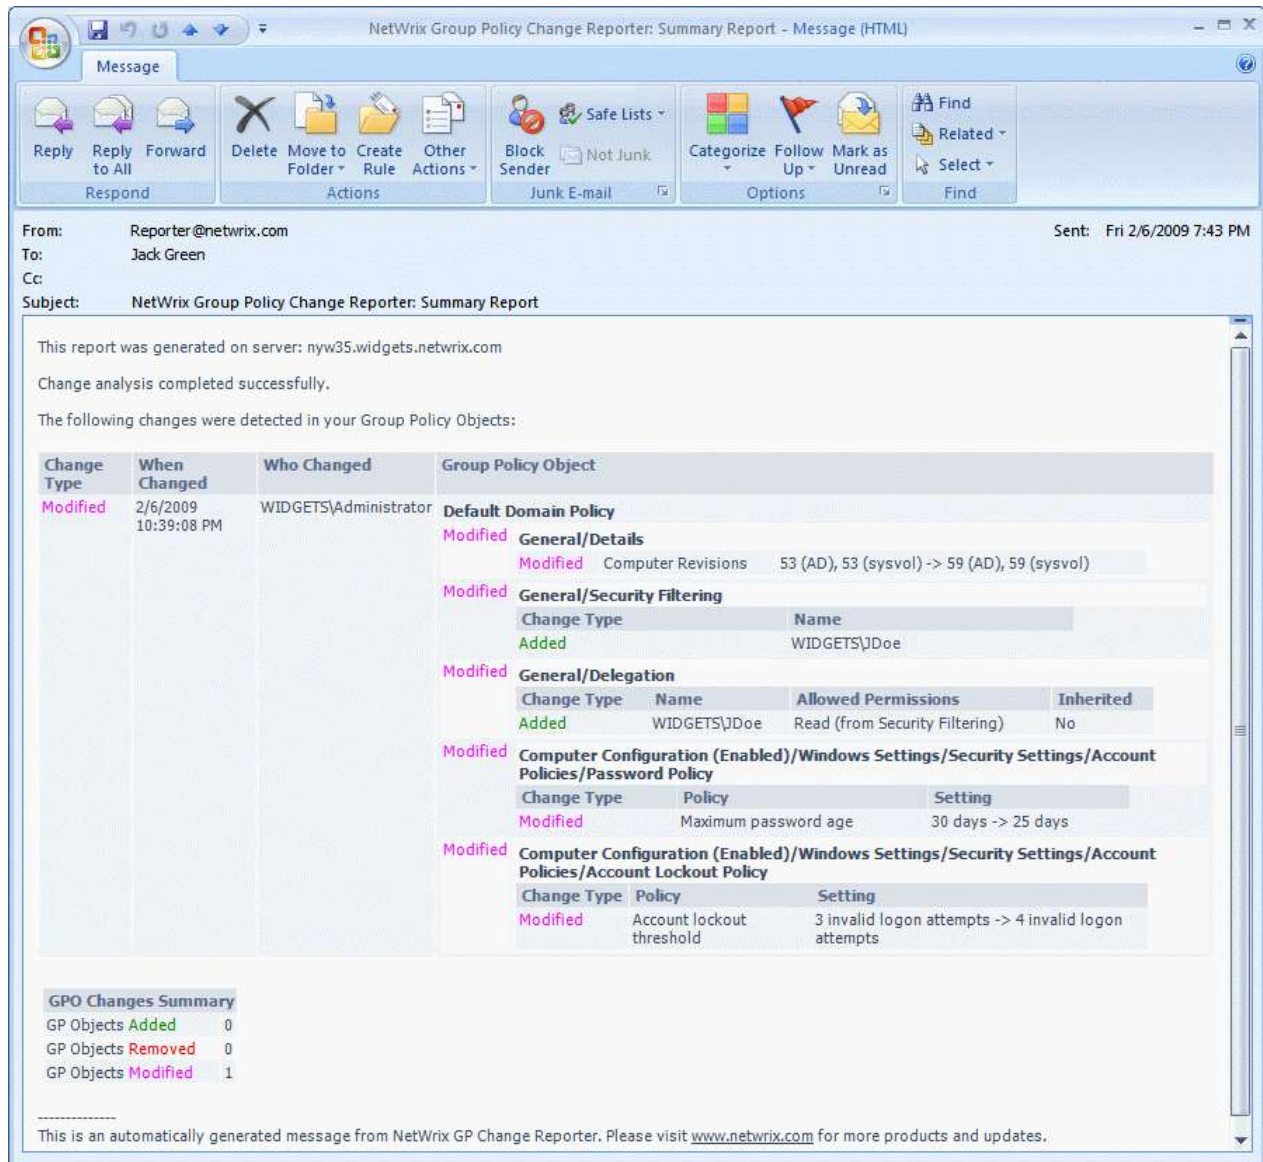 NetWrix Group Policy Change Reporter: Summary Report - Message (HTML)
Message
Reply
Reply to All
Forward
Respond
Delete
Move to Folder
Create Rule
Other Actions
Actions
Block Sender
Safe Lists
Not Junk
Junk E-mail
Categorize
Follow Up
Mark as Unread
Options
Find
Related
Select
Find
From: Reporter@netwrix.com Sent: Fri 2/6/2009 7:43 PM
To: Jack Green
Cc:
Subject: NetWrix Group Policy Change Reporter: Summary Report
This report was generated on server: nyw35.widgets.netwrix.com
Change analysis completed successfully.
The following changes were detected in your Group Policy Objects:
Change Type When Changed Who Changed Group Policy Object
Modified 2/6/2009 10:39:08 PM WIDGETS\Administrator Default Domain Policy
Modified General/Details
Modified Computer Revisions 53 (AD), 53 (sysvol) -> 59 (AD), 59 (sysvol)
Modified General/Security Filtering
Change Type Name
Added WIDGETS\JDoe
Modified General/Delegation
Change Type Name Allowed Permissions Inherited
Added WIDGETS\JDoe Read (from Security Filtering) No
Modified Computer Configuration (Enabled)/Windows Settings/Security Settings/Account
Policies/Password Policy
Change Type Policy Setting
Modified Maximum password age 30 days -> 25 days
Modified Computer Configuration (Enabled)/Windows Settings/Security Settings/Account
Policies/Account Lockout Policy
Change Type Policy Setting
Modified Account lockout threshold 3 invalid logon attempts -> 4 invalid logon attempts
GPO Changes Summary
GP Objects Added 0
GP Objects Removed 0
GP Objects Modified 1
--------------
This is an automatically generated message from NetWrix GP Change Reporter. Please visit www.netwrix.com for more products and updates.